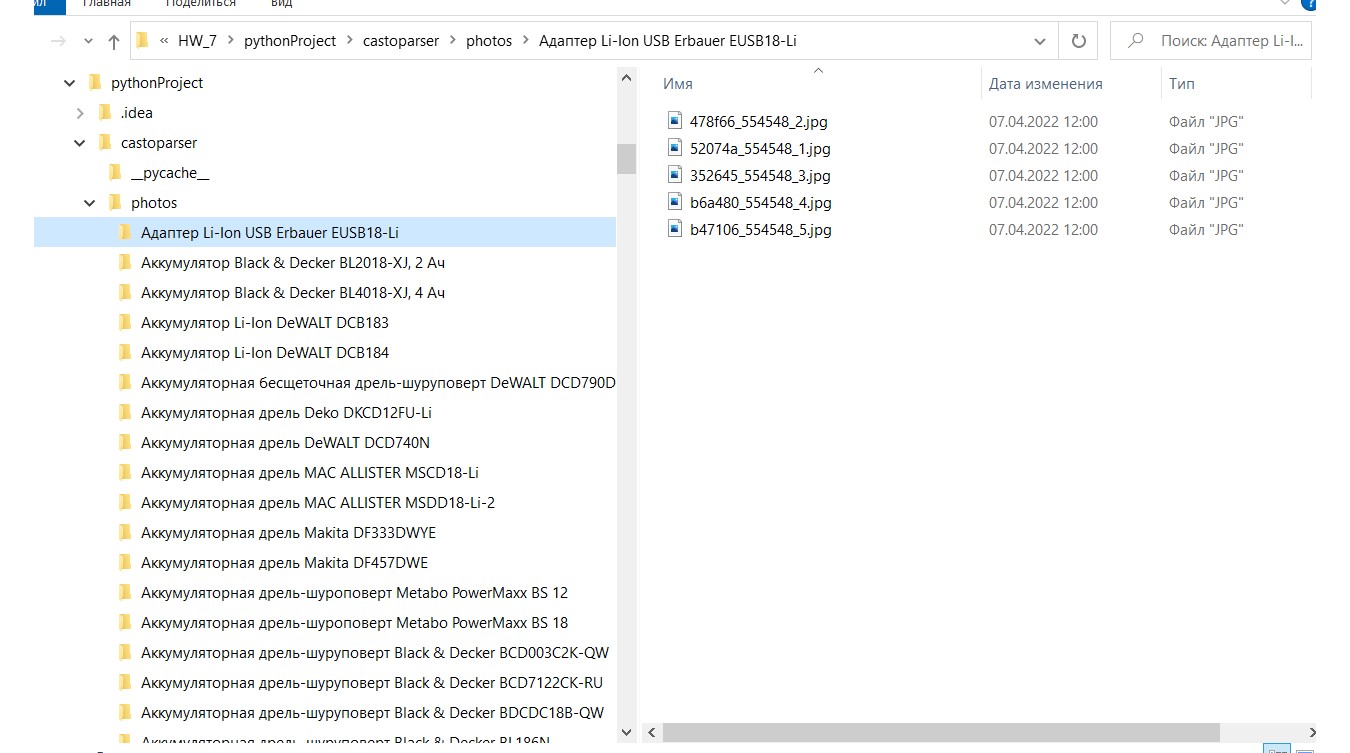 Главная Поделиться Вид
« HW_7 > pythonProject > castoparser > photos > Адаптер Li-Ion USB Erbauer EUSB18-Li
Поиск: Адаптер Li-I...
pythonProject
.idea
castoparser
__pycache__
photos
Адаптер Li-Ion USB Erbauer EUSB18-Li
Аккумулятор Black & Decker BL2018-XJ, 2 Ач
Аккумулятор Black & Decker BL4018-XJ, 4 Ач
Аккумулятор Li-Ion DeWALT DCB183
Аккумулятор Li-Ion DeWALT DCB184
Аккумуляторная бесщеточная дрель-шуруповерт DeWALT DCD790D
Аккумуляторная дрель Deko DKCD12FU-Li
Аккумуляторная дрель DeWALT DCD740N
Аккумуляторная дрель MAC ALLISTER MSCD18-Li
Аккумуляторная дрель MAC ALLISTER MSDD18-Li-2
Аккумуляторная дрель Makita DF333DWYE
Аккумуляторная дрель Makita DF457DWE
Аккумуляторная дрель-шуроповерт Metabo PowerMaxx BS 12
Аккумуляторная дрель-шуроповерт Metabo PowerMaxx BS 18
Аккумуляторная дрель-шуруповерт Black & Decker BCD003C2K-QW
Аккумуляторная дрель-шуруповерт Black & Decker BCD7122CK-RU
Аккумуляторная дрель-шуруповерт Black & Decker BDCDC18B-QW
Аккумуляторная дрель-шуруповерт Black & Decker BL186N
Имя Дата изменения Тип
478f66_554548_2.jpg 07.04.2022 12:00 Файл "JPG"
52074a_554548_1.jpg 07.04.2022 12:00 Файл "JPG"
352645_554548_3.jpg 07.04.2022 12:00 Файл "JPG"
b6a480_554548_4.jpg 07.04.2022 12:00 Файл "JPG"
b47106_554548_5.jpg 07.04.2022 12:00 Файл "JPG"